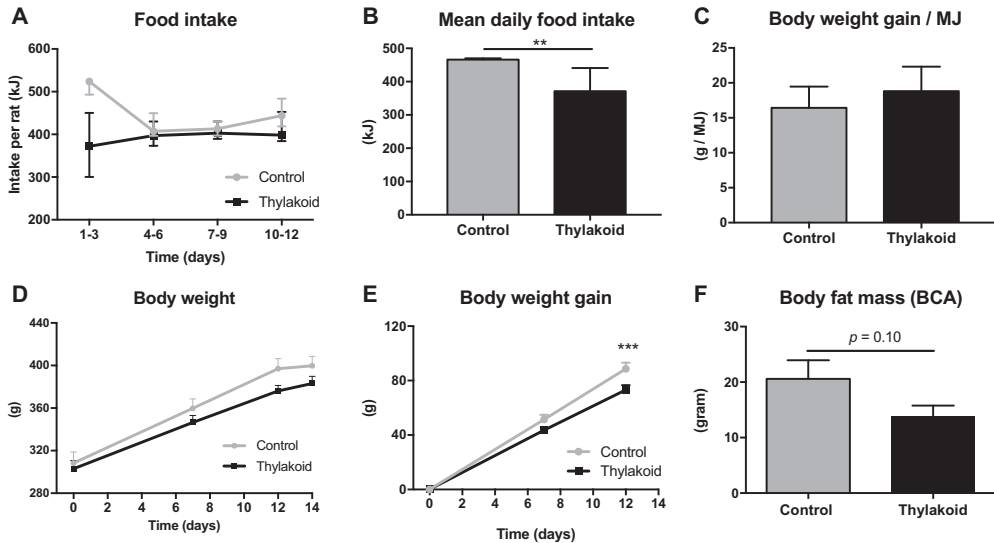 A
Food intake
600
500
400
300
200
Intake per rat (kJ)
Control
Thylakoid
1-3
4-6
7-9
10-12
Time (days)
B
Mean daily food intake
**
500
400
300
200
100
0
(kJ)
Control
Thylakoid
C
Body weight gain / MJ
25
20
15
10
5
0
(g / MJ)
Control
Thylakoid
D
Body weight
440
400
360
320
280
(g)
Control
Thylakoid
0 2 4 6 8 10 12 14
Time (days)
E
Body weight gain
120
80
40
0
(g)
***
Control
Thylakoid
0 2 4 6 8 10 12 14
Time (days)
F
Body fat mass (BCA)
p = 0.10
30
20
10
0
(gram)
Control
Thylakoid